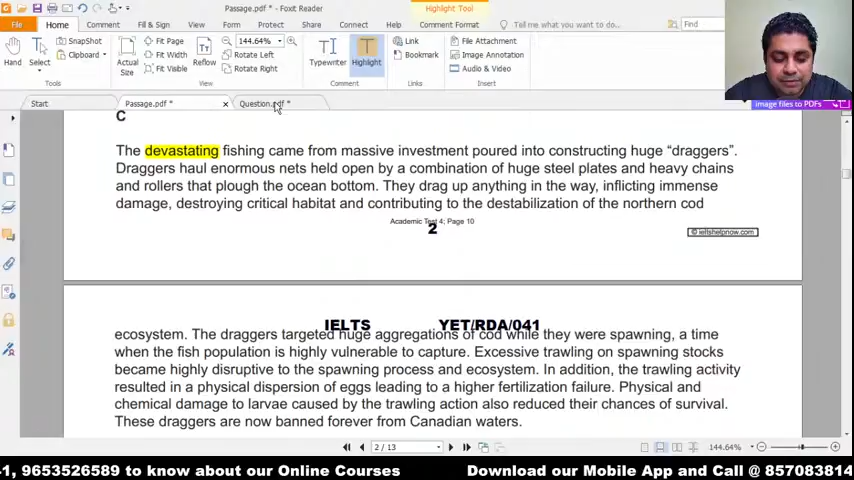 Passage.pdf * - Foxit Reader
Highlight Tool
File
Home
Comment
Fill & Sign
View
Form
Protect
Share
Connect
Help
Comment Format
Tell me what you want to do...
Find
Hand
Select
SnapShot
Clipboard
Actual Size
Fit Page
Fit Width
Fit Visible
Reflow
144.64%
Rotate Left
Rotate Right
Typewriter
Highlight
Link
Bookmark
File Attachment
Image Annotation
Audio & Video
Tools
View
Comment
Links
Insert
Start
Passage.pdf *
Question.pdf *
image files to PDFs
C
The devastating fishing came from massive investment poured into constructing huge “draggers”.
Draggers haul enormous nets held open by a combination of huge steel plates and heavy chains
and rollers that plough the ocean bottom. They drag up anything in the way, inflicting immense
damage, destroying critical habitat and contributing to the destabilization of the northern cod
Academic Test 4; Page 10
2
© ieltshelpnow.com
IELTS YET/RDA/041
ecosystem. The draggers targeted huge aggregations of cod while they were spawning, a time
when the fish population is highly vulnerable to capture. Excessive trawling on spawning stocks
became highly disruptive to the spawning process and ecosystem. In addition, the trawling activity
resulted in a physical dispersion of eggs leading to a higher fertilization failure. Physical and
chemical damage to larvae caused by the trawling action also reduced their chances of survival.
These draggers are now banned forever from Canadian waters.
2 / 13
144.64%
-1, 9653526589 to know about our Online Courses
Download our Mobile App and Call @ 857083814